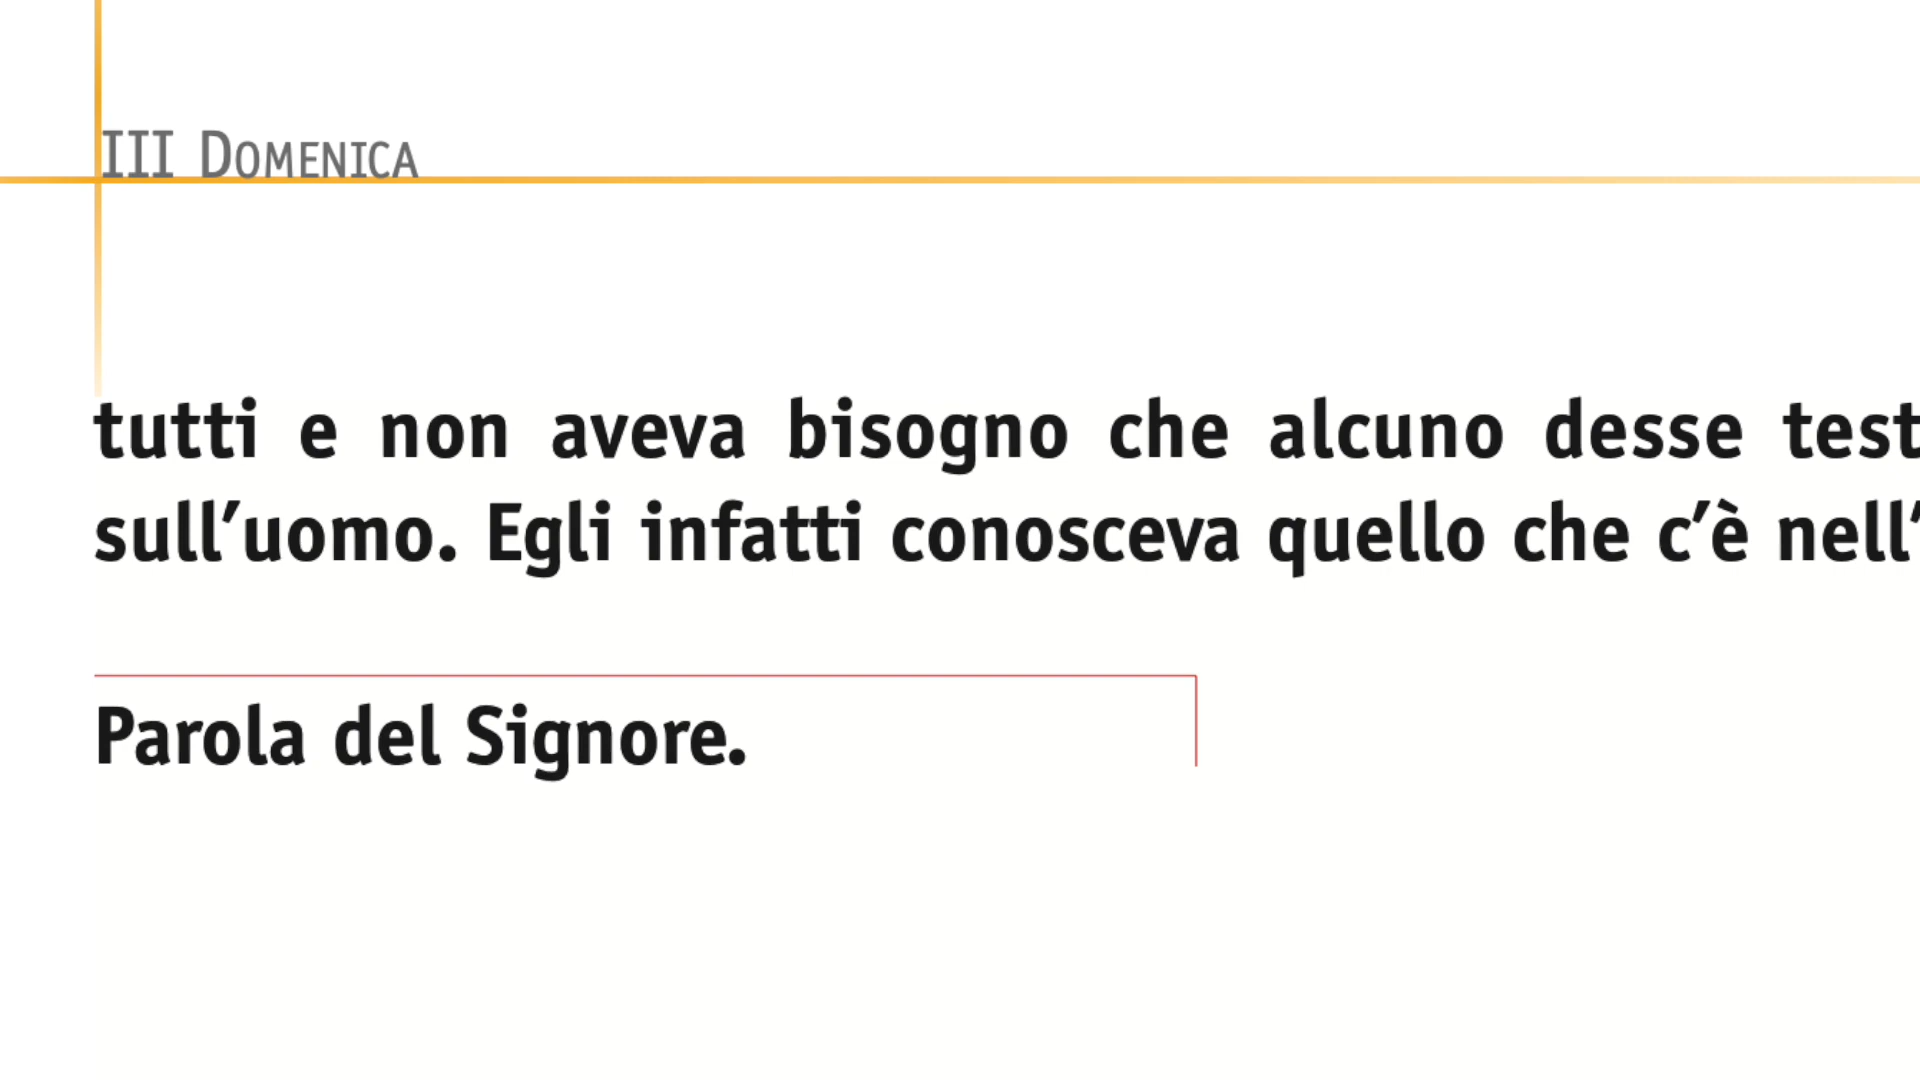 III Domenica
tutti e non aveva bisogno che alcuno desse test
sull’uomo. Egli infatti conosceva quello che c’è nell’
Parola del Signore.